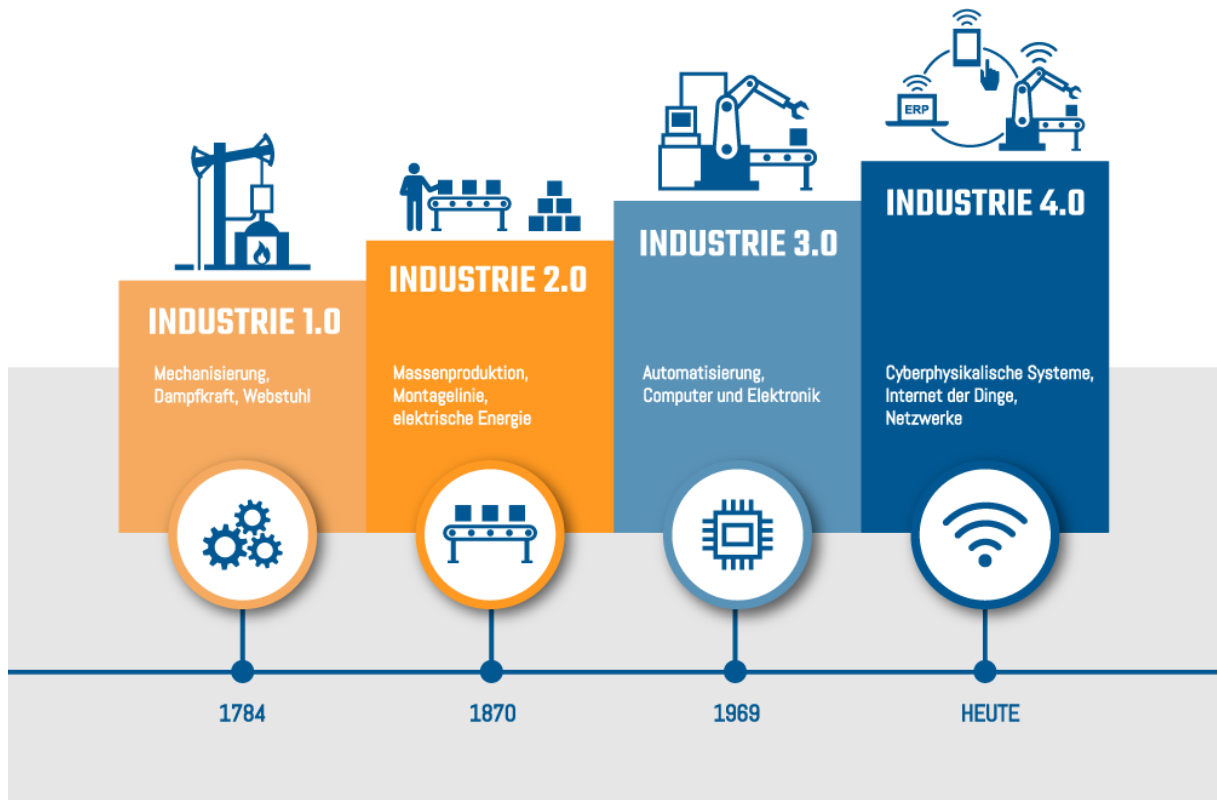 ERP
INDUSTRIE 1.0
Mechanisierung,
Dampfkraft, Webstuhl
INDUSTRIE 2.0
Massenproduktion,
Montagelinie,
elektrische Energie
INDUSTRIE 3.0
Automatisierung,
Computer und Elektronik
INDUSTRIE 4.0
Cyberphysikalische Systeme,
Internet der Dinge,
Netzwerke
1784
1870
1969
HEUTE